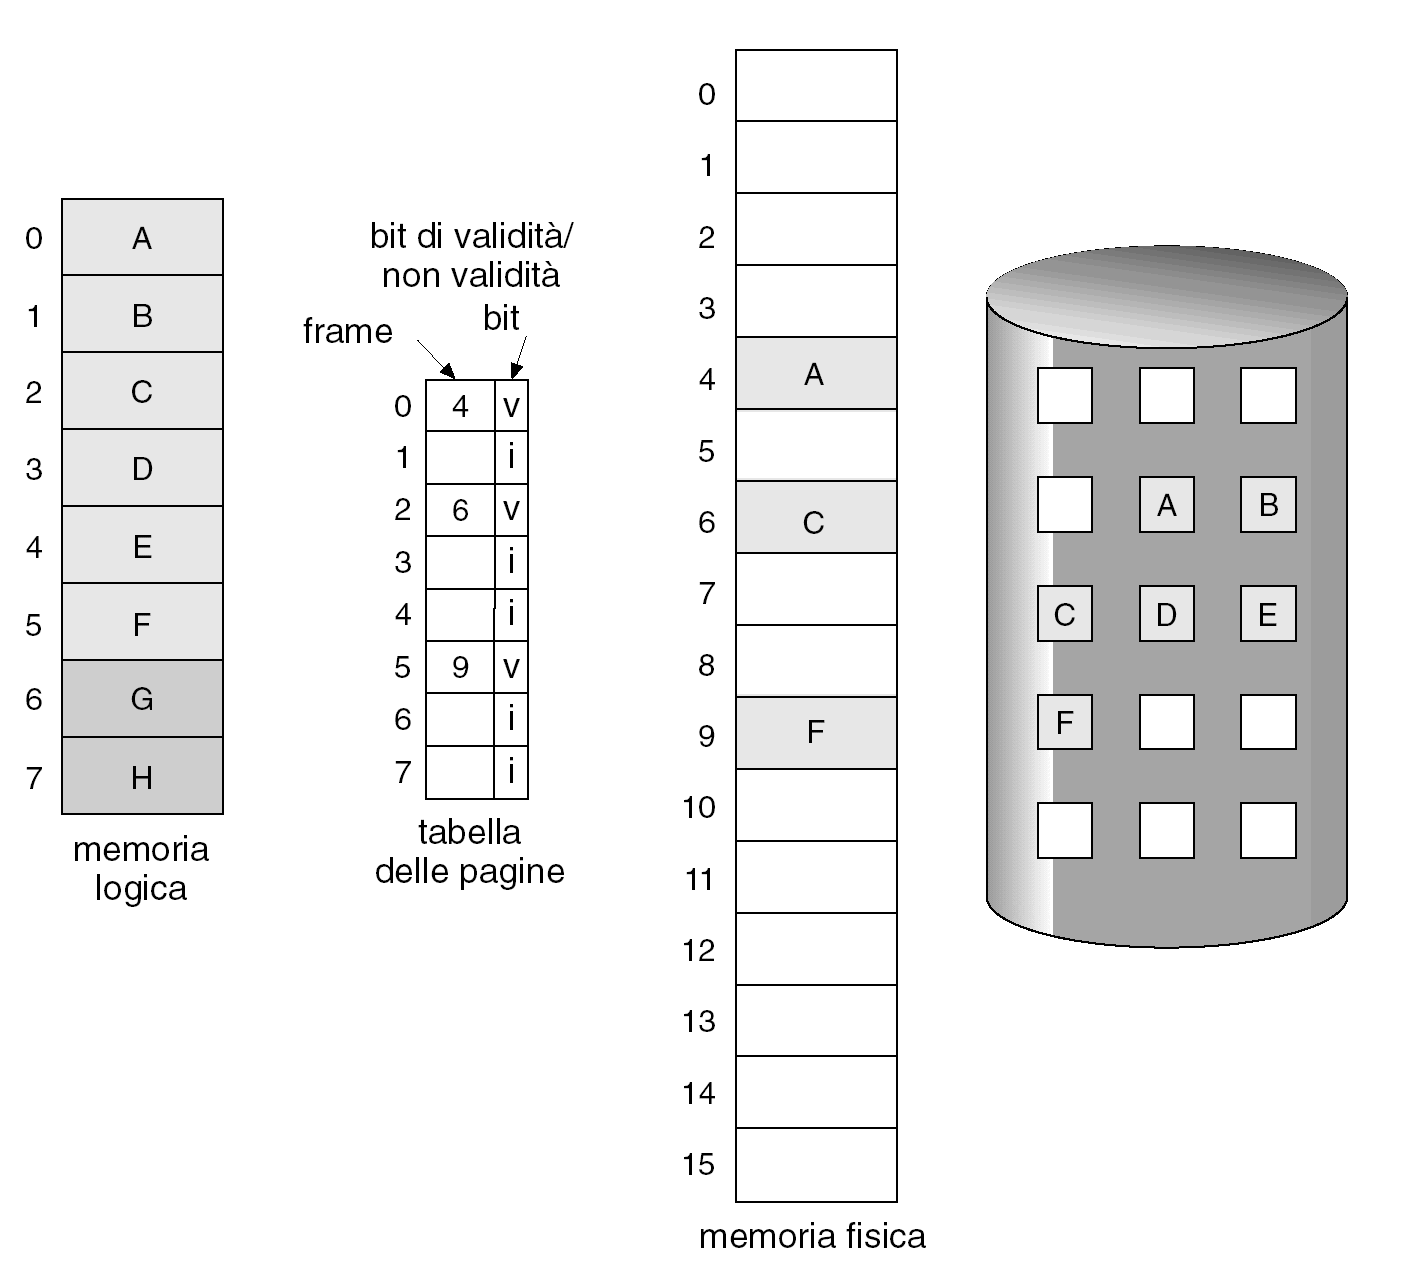 0 A
1 B
2 C
3 D
4 E
5 F
6 G
7 H
memoria
logica
bit di validità/
non validità
bit
frame
0 4 v
1 i
2 6 v
3 i
4 i
5 9 v
6 i
7 i
tabella
delle pagine
0
1
2
3
4 A
5
6 C
7
8
9 F
10
11
12
13
14
15
memoria fisica
A B
C D E
F